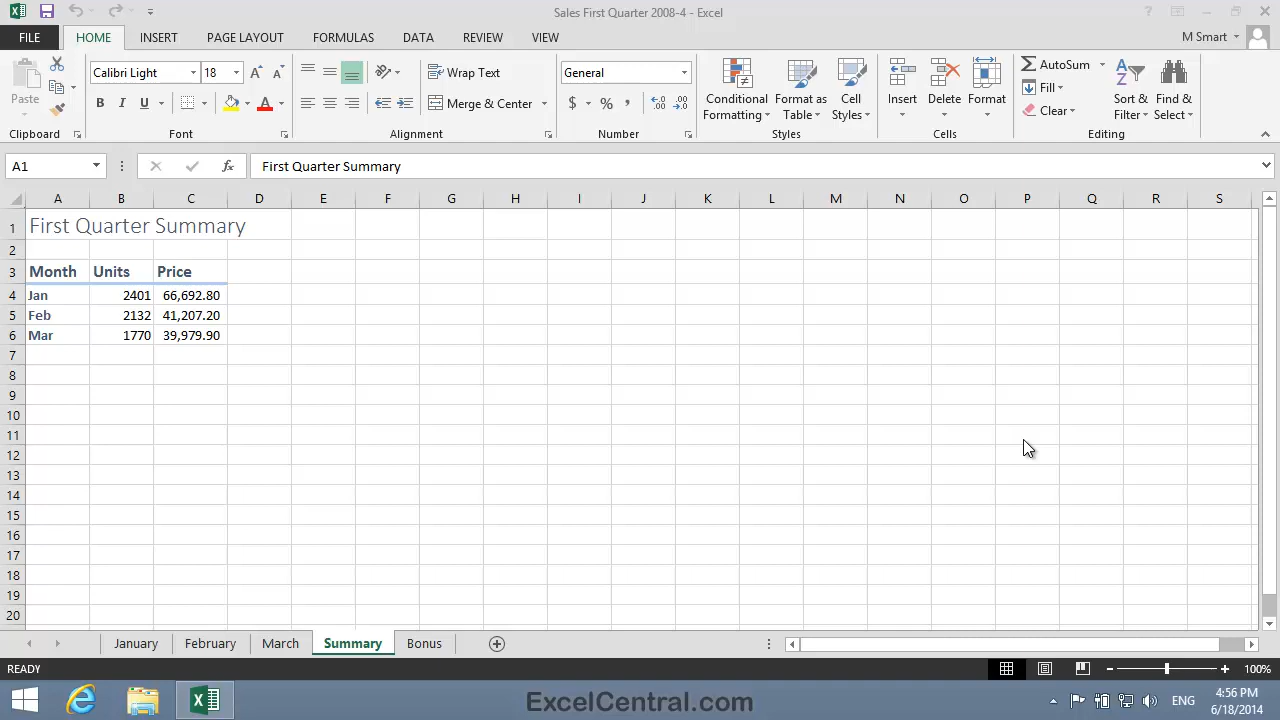 Sales First Quarter 2008-4 - Excel
FILE HOME INSERT PAGE LAYOUT FORMULAS DATA REVIEW VIEW M Smart
Paste
Calibri Light 18
B I U A
Wrap Text
Merge & Center
General
$ % ,
Conditional Formatting
Format as Table
Cell Styles
Insert Delete Format
AutoSum
Fill
Clear
Sort & Filter
Find & Select
Clipboard Font Alignment Number Styles Cells Editing
A1 fx First Quarter Summary
A B C D E F G H I J K L M N O P Q R S
1 First Quarter Summary
2
3 Month Units Price
4 Jan 2401 66,692.80
5 Feb 2132 41,207.20
6 Mar 1770 39,979.90
7
8
9
10
11
12
13
14
15
16
17
18
19
20
January February March Summary Bonus
READY 100%
ExcelCentral.com
ENG
4:56 PM
6/18/2014